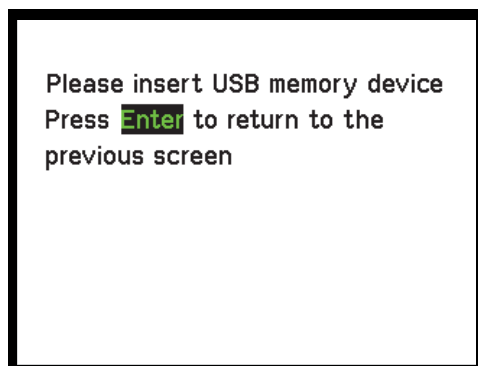 Please insert USB memory device
Press Enter to return to the
previous screen